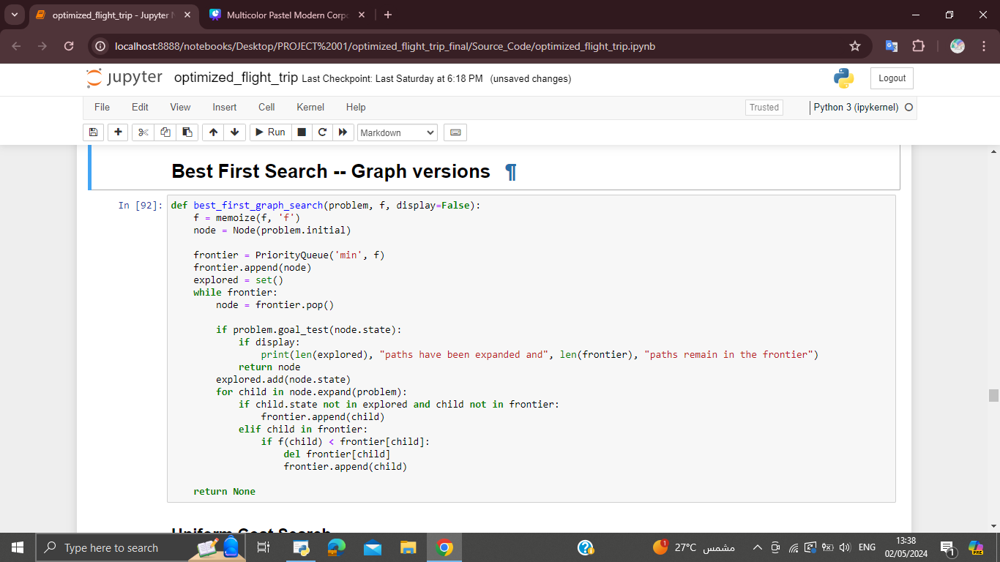 optimized_flight_trip - Jupyter N
Multicolor Pastel Modern Corpo
localhost:8888/notebooks/Desktop/PROJECT%2001/optimized_flight_trip_final/Source_Code/optimized_flight_trip.ipynb
jupyter optimized_flight_trip Last Checkpoint: Last Saturday at 6:18 PM (unsaved changes)
Logout
File Edit View Insert Cell Kernel Help
Trusted
Python 3 (ipykernel)
Run
Markdown
Best First Search -- Graph versions ¶
In [92]:
def best_first_graph_search(problem, f, display=False):
    f = memoize(f, 'f')
    node = Node(problem.initial)
    frontier = PriorityQueue('min', f)
    frontier.append(node)
    explored = set()
    while frontier:
        node = frontier.pop()
        if problem.goal_test(node.state):
            if display:
                print(len(explored), "paths have been expanded and", len(frontier), "paths remain in the frontier")
            return node
        explored.add(node.state)
        for child in node.expand(problem):
            if child.state not in explored and child not in frontier:
                frontier.append(child)
            elif child in frontier:
                if f(child) < frontier[child]:
                    del frontier[child]
                    frontier.append(child)
    return None
Uniform Cost Search
Type here to search
1
27°C مشمس
ENG
13:38
02/05/2024
1
PRE